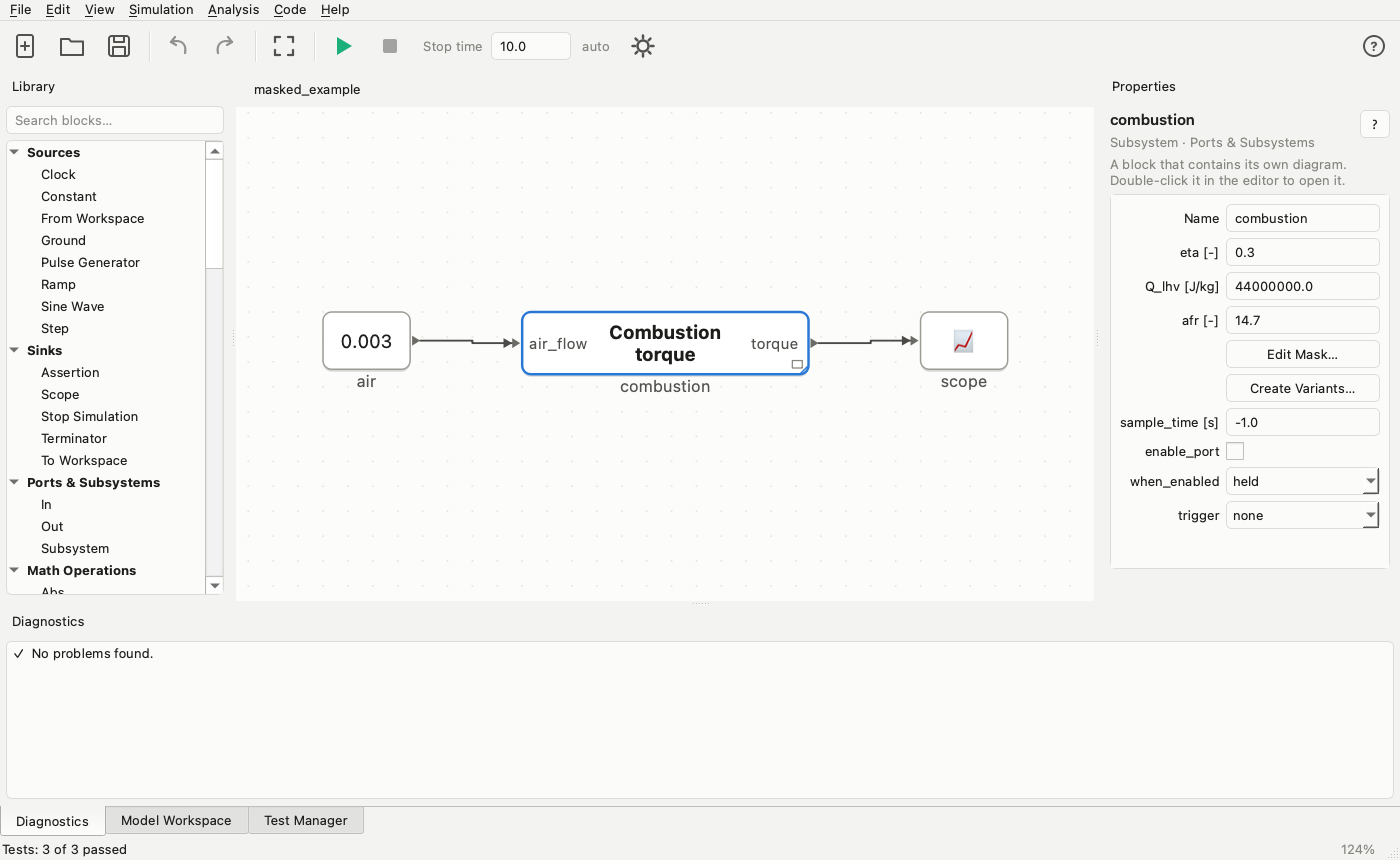 File Edit View Simulation Analysis Code Help
Stop time 10.0 auto
Library
Search blocks...
Sources
Clock
Constant
From Workspace
Ground
Pulse Generator
Ramp
Sine Wave
Step
Sinks
Assertion
Scope
Stop Simulation
Terminator
To Workspace
Ports & Subsystems
In
Out
Subsystem
Math Operations
Abs
masked_example
0.003
air
air_flow
Combustion
torque
torque
combustion
scope
Properties
combustion
?
Subsystem · Ports & Subsystems
A block that contains its own diagram.
Double-click it in the editor to open it.
Name combustion
eta [-] 0.3
Q_lhv [J/kg] 44000000.0
afr [-] 14.7
Edit Mask...
Create Variants...
sample_time [s] -1.0
enable_port
when_enabled held
trigger none
Diagnostics
✓ No problems found.
Diagnostics Model Workspace Test Manager
Tests: 3 of 3 passed
124%